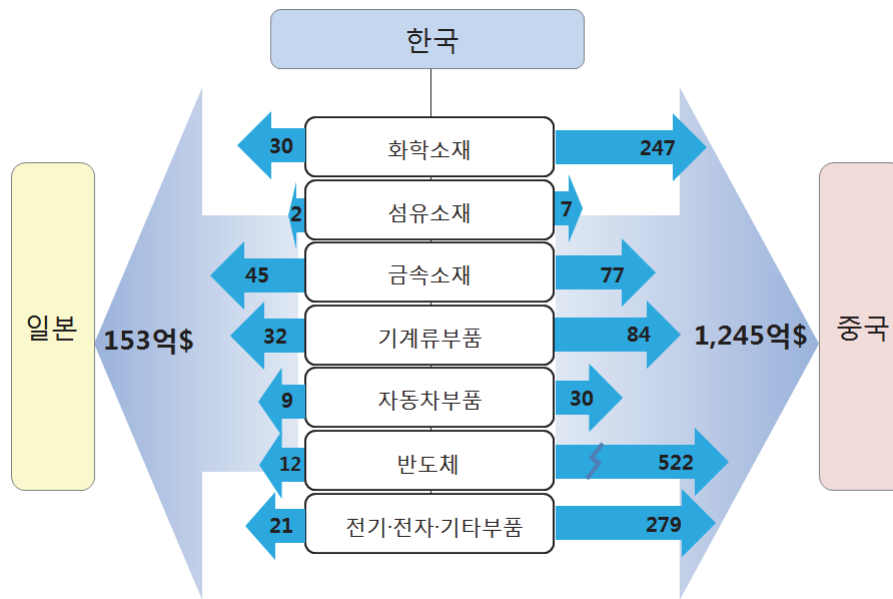 한국
30
화학소재
247
2
섬유소재
7
45
금속소재
77
일본
153억$
32
기계류부품
84
1,245억$
중국
9
자동차부품
30
12
반도체
522
21
전기·전자·기타부품
279